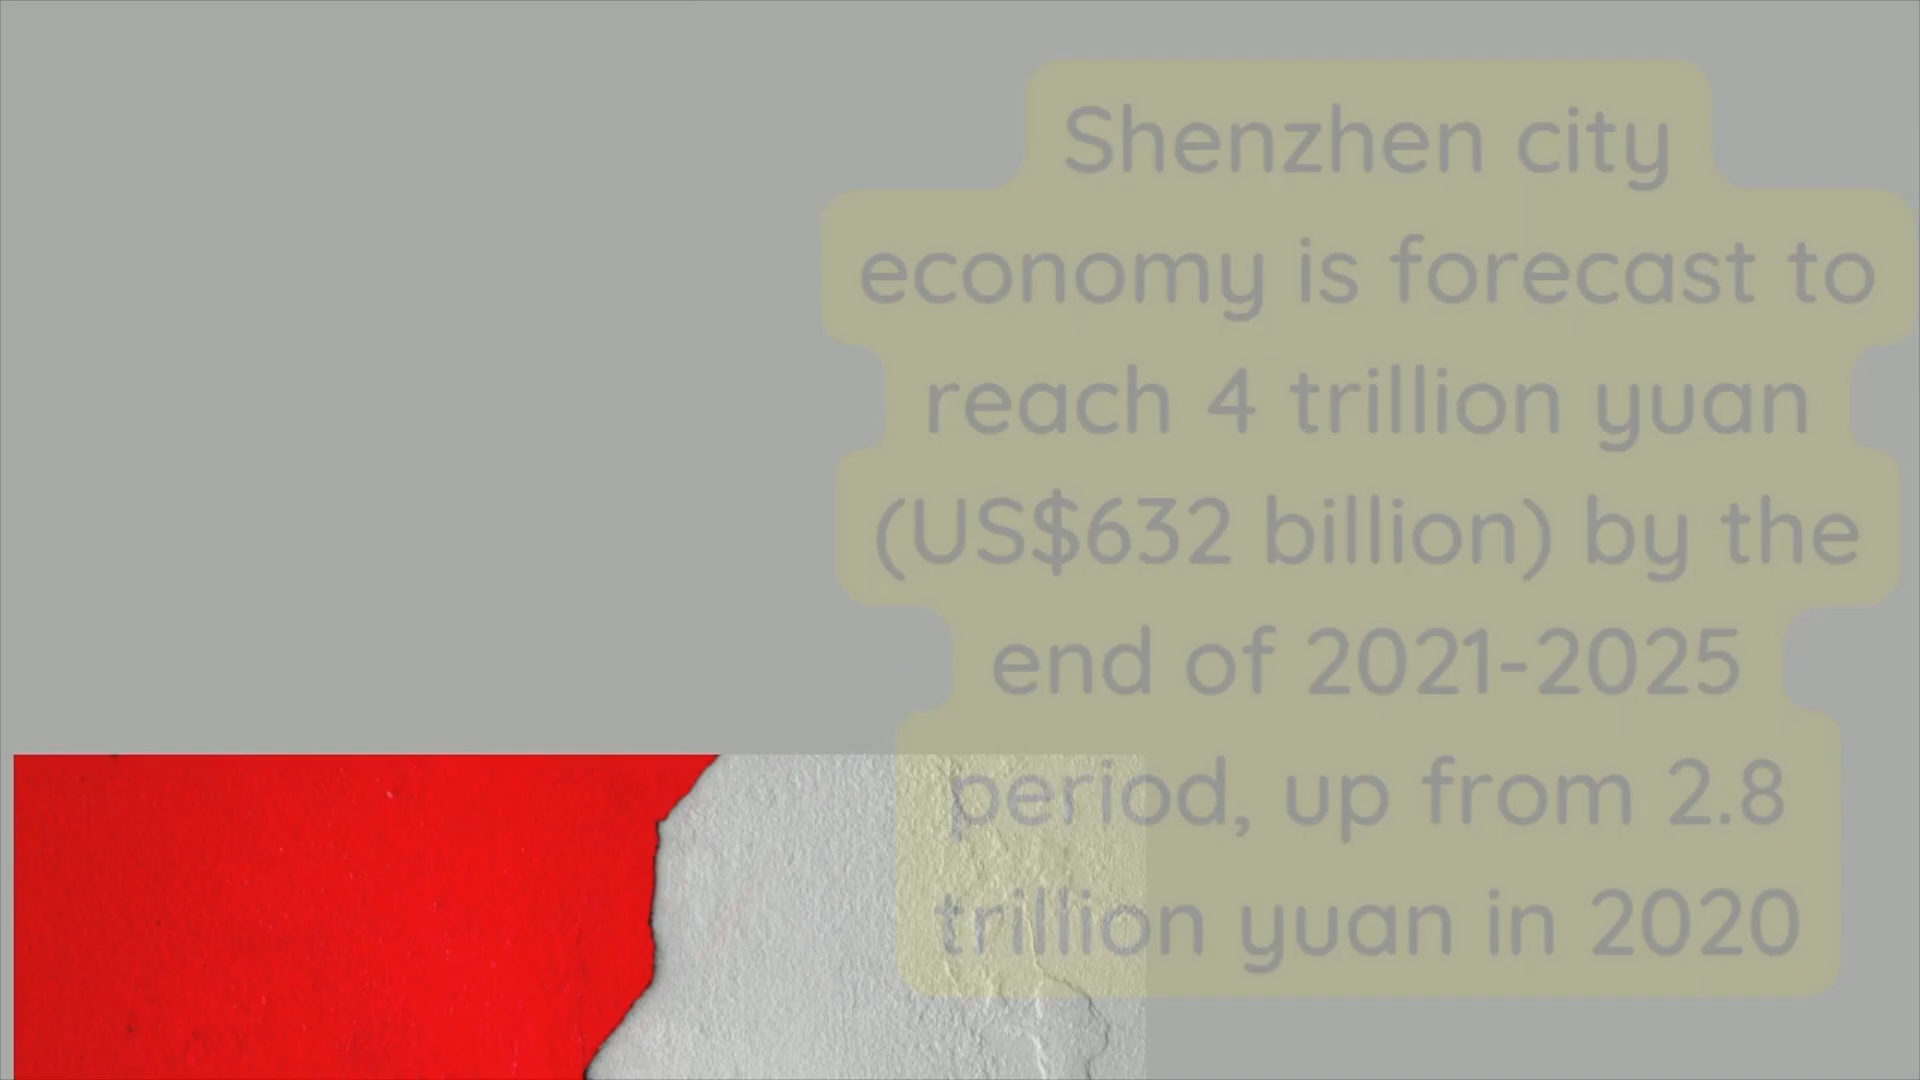 Shenzhen city
economy is forecast to
reach 4 trillion yuan
(US$632 billion) by the
end of 2021-2025
period, up from 2.8
trillion yuan in 2020